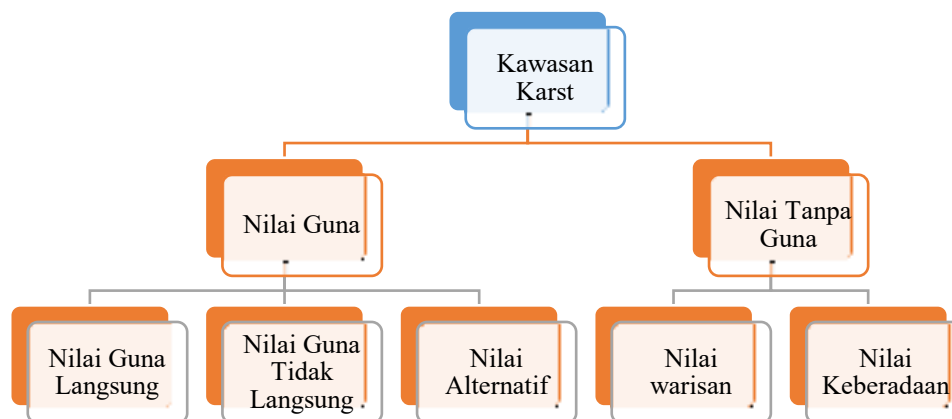 Kawasan
Karst
Nilai Guna
Nilai Tanpa
Guna
Nilai Guna
Langsung
Nilai Guna
Tidak
Langsung
Nilai
Alternatif
Nilai
warisan
Nilai
Keberadaan